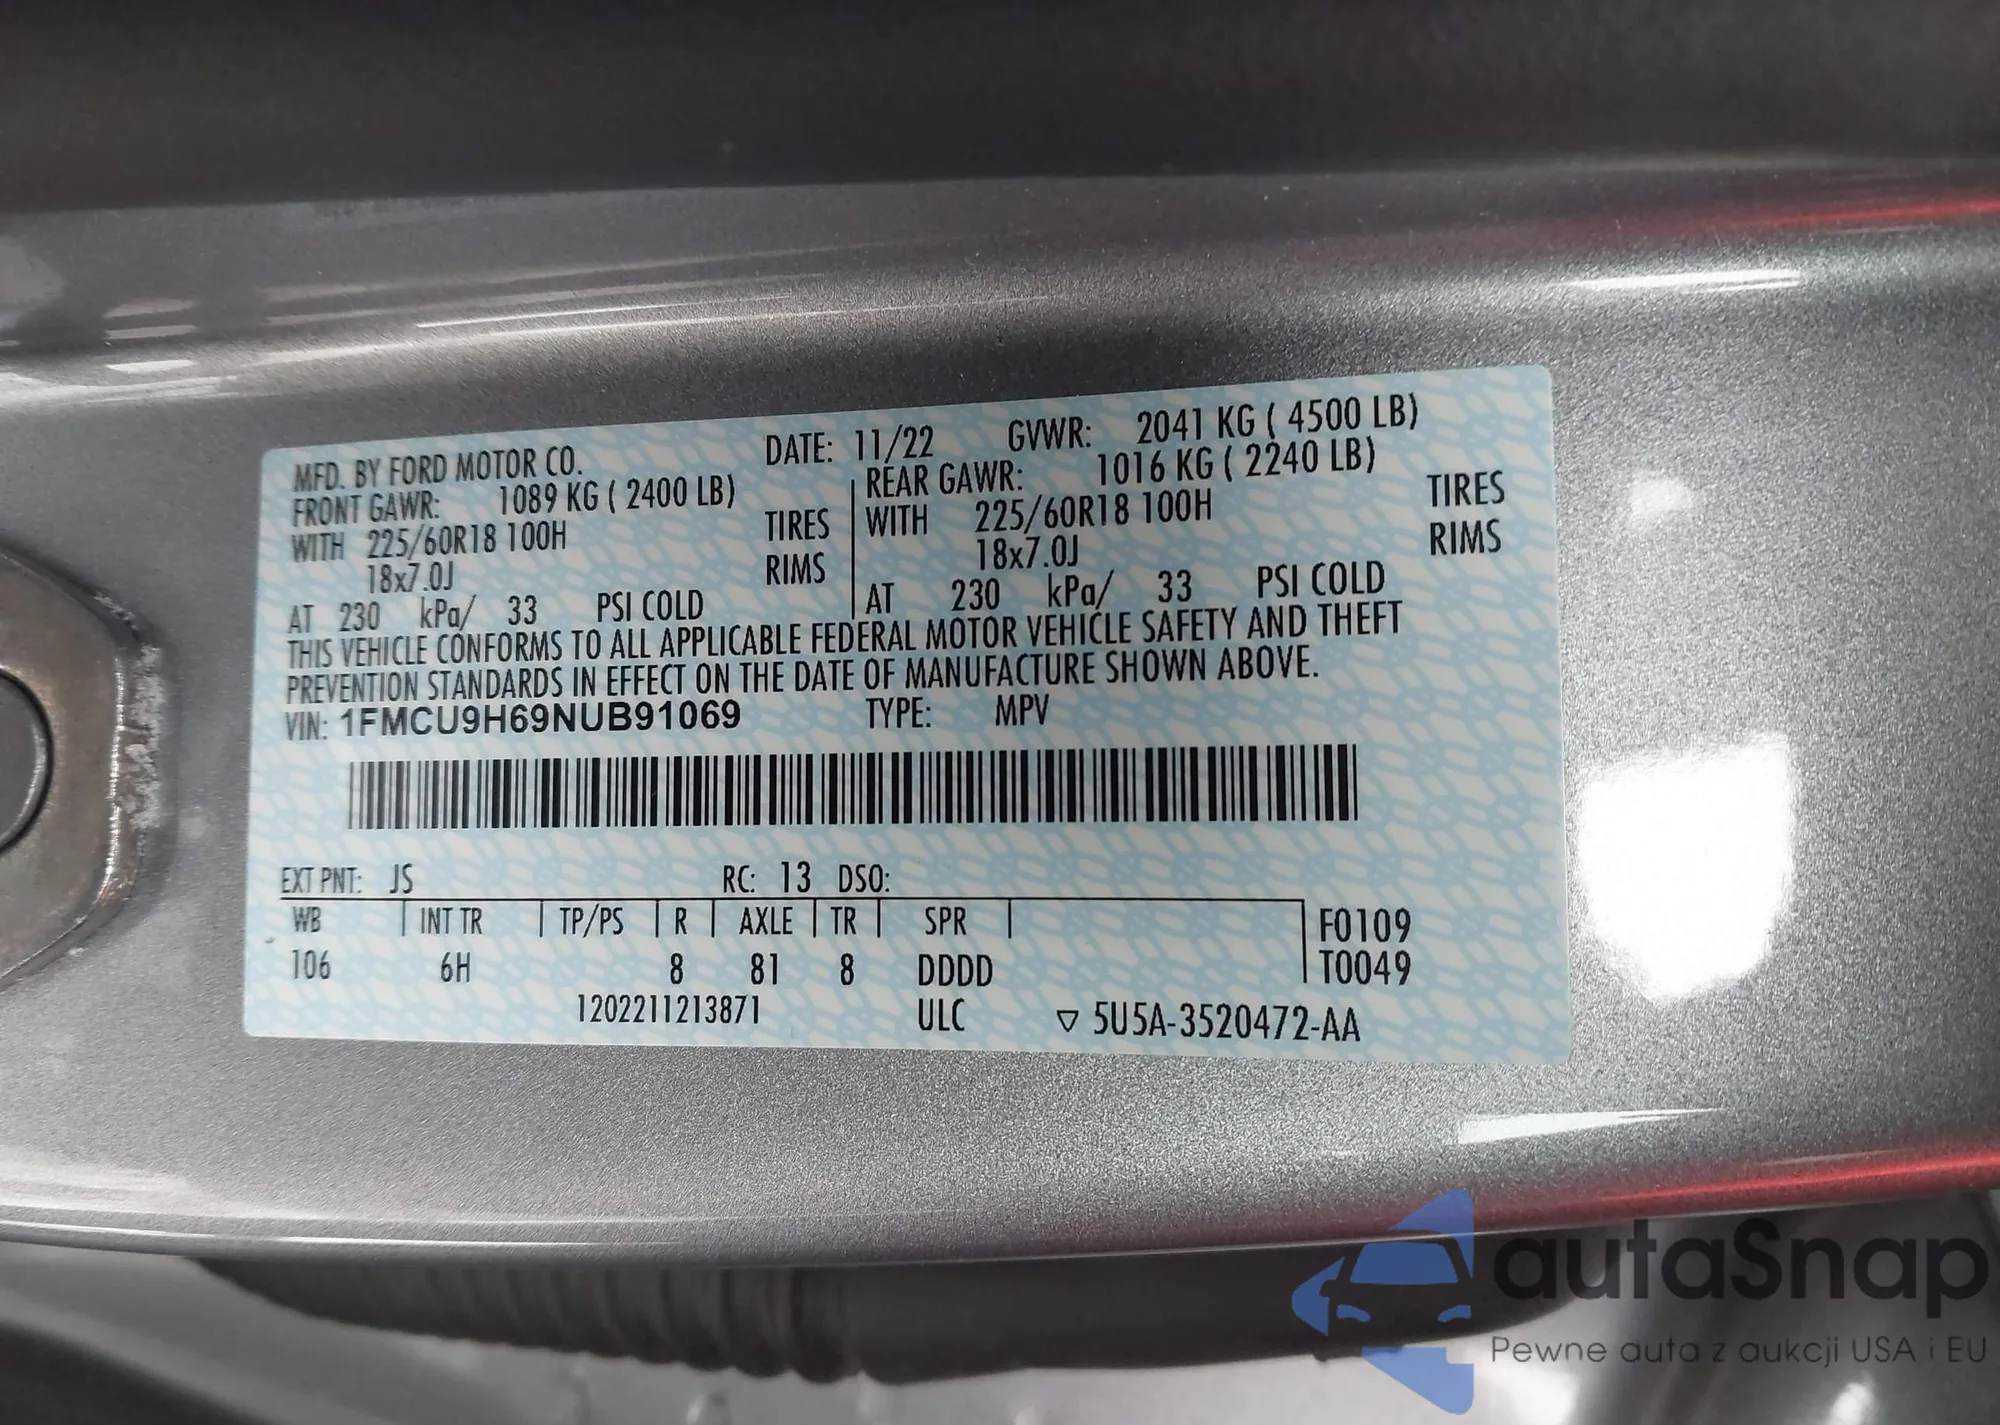 MFD. BY FORD MOTOR CO. DATE: 11/22 GVWR: 2041 KG ( 4500 LB)
FRONT GAWR: 1089 KG ( 2400 LB) REAR GAWR: 1016 KG ( 2240 LB)
WITH 225/60R18 100H TIRES WITH 225/60R18 100H TIRES
18x7.0J RIMS 18x7.0J RIMS
AT 230 kPa/ 33 PSI COLD AT 230 kPa/ 33 PSI COLD
THIS VEHICLE CONFORMS TO ALL APPLICABLE FEDERAL MOTOR VEHICLE SAFETY AND THEFT
PREVENTION STANDARDS IN EFFECT ON THE DATE OF MANUFACTURE SHOWN ABOVE.
VIN: 1FMCU9H69NUB91069 TYPE: MPV
EXT PNT: JS RC: 13 DSO:
WB INT TR TP/PS R AXLE TR SPR F0109
106 6H 8 81 8 DDDD T0049
1202211213871 ULC ▽ 5U5A-3520472-AA
autaSnap
Pewne auta z aukcji USA i EU